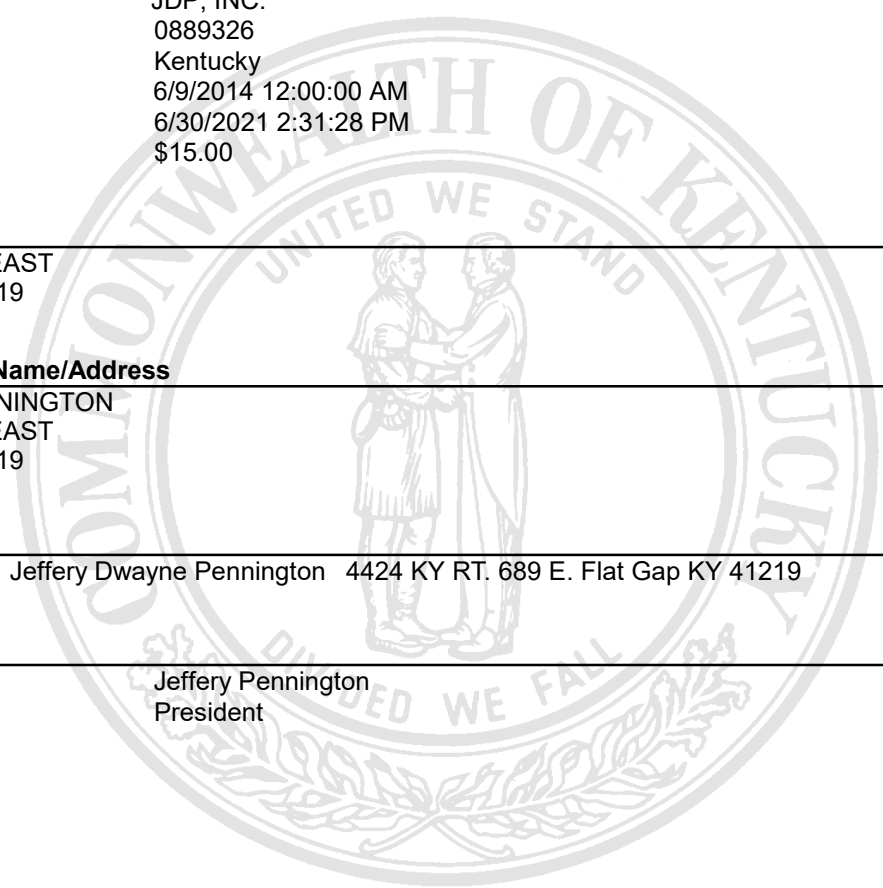 JDP, INC.
0889326
Kentucky
6/9/2014 12:00:00 AM
6/30/2021 2:31:28 PM
$15.00
EAST
19
Name/Address
NINGTON
EAST
19
Jeffery Dwayne Pennington 4424 KY RT. 689 E. Flat Gap KY 41219
Jeffery Pennington
President
COMMONWEALTH OF KENTUCKY
UNITED WE STAND
DIVIDED WE FALL